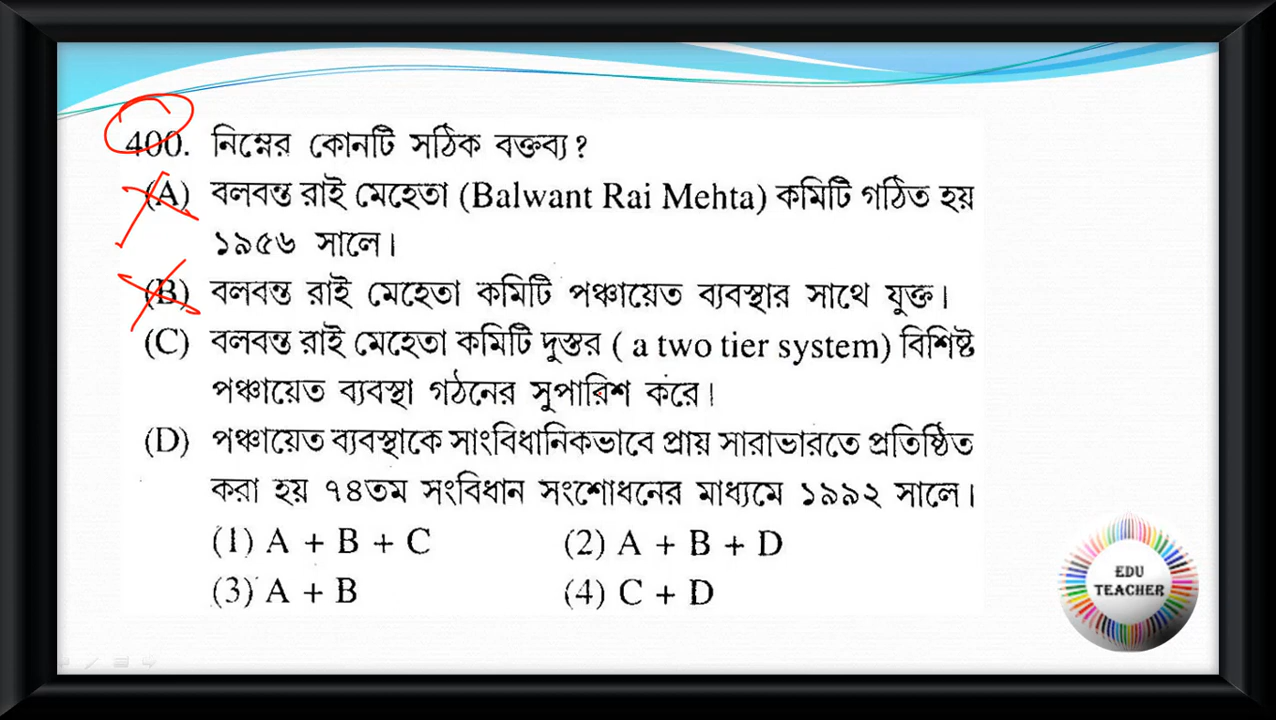 400. নিম্নের কোনটি সঠিক বক্তব্য?
(A) বলবন্ত রাই মেহেতা (Balwant Rai Mehta) কমিটি গঠিত হয়
১৯৫৬ সালে।
(B) বলবন্ত রাই মেহেতা কমিটি পঞ্চায়েত ব্যবস্থার সাথে যুক্ত।
(C) বলবন্ত রাই মেহেতা কমিটি দুস্তর ( a two tier system) বিশিষ্ট
পঞ্চায়েত ব্যবস্থা গঠনের সুপারিশ করে।
(D) পঞ্চায়েত ব্যবস্থাকে সাংবিধানিকভাবে প্রায় সারাভারতে প্রতিষ্ঠিত
করা হয় ৭৪তম সংবিধান সংশোধনের মাধ্যমে ১৯৯২ সালে।
(1) A + B + C (2) A + B + D
(3) A + B (4) C + D
EDU
TEACHER